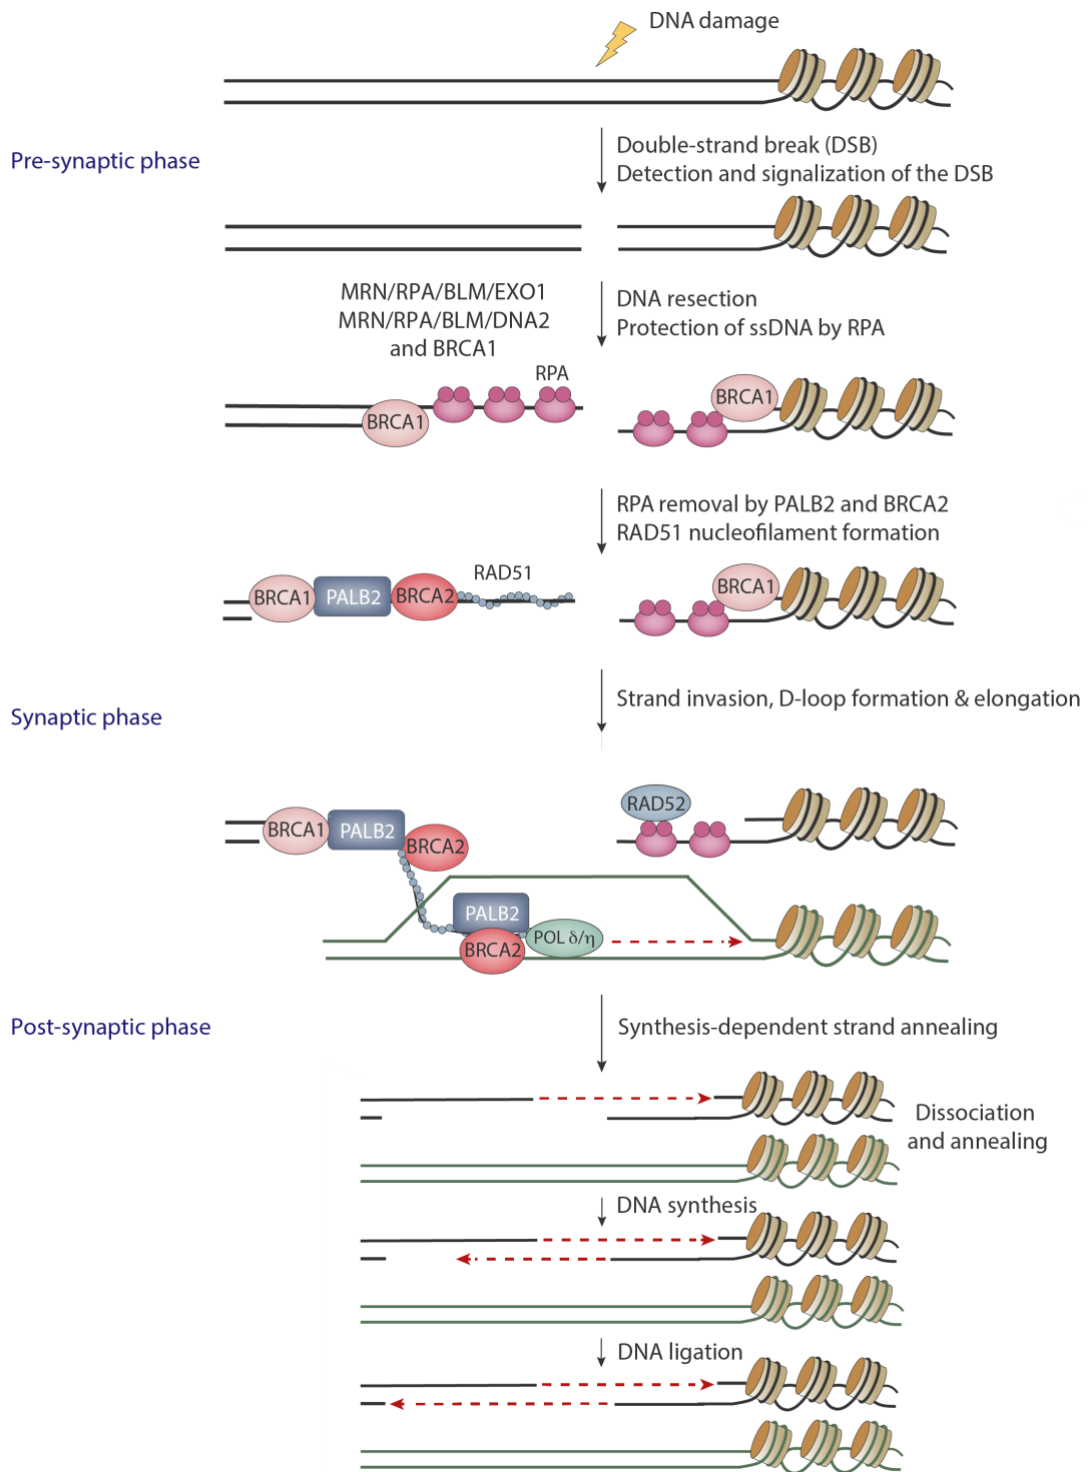 DNA damage
Pre-synaptic phase
Double-strand break (DSB)
Detection and signalization of the DSB
MRN/RPA/BLM/EXO1
MRN/RPA/BLM/DNA2
and BRCA1
DNA resection
Protection of ssDNA by RPA
RPA
BRCA1
BRCA1
RPA removal by PALB2 and BRCA2
RAD51 nucleofilament formation
RAD51
BRCA1
PALB2
BRCA2
BRCA1
Synaptic phase
Strand invasion, D-loop formation & elongation
RAD52
BRCA1
PALB2
BRCA2
PALB2
BRCA2
POL δ/η
Post-synaptic phase
Synthesis-dependent strand annealing
Dissociation
and annealing
DNA synthesis
DNA ligation